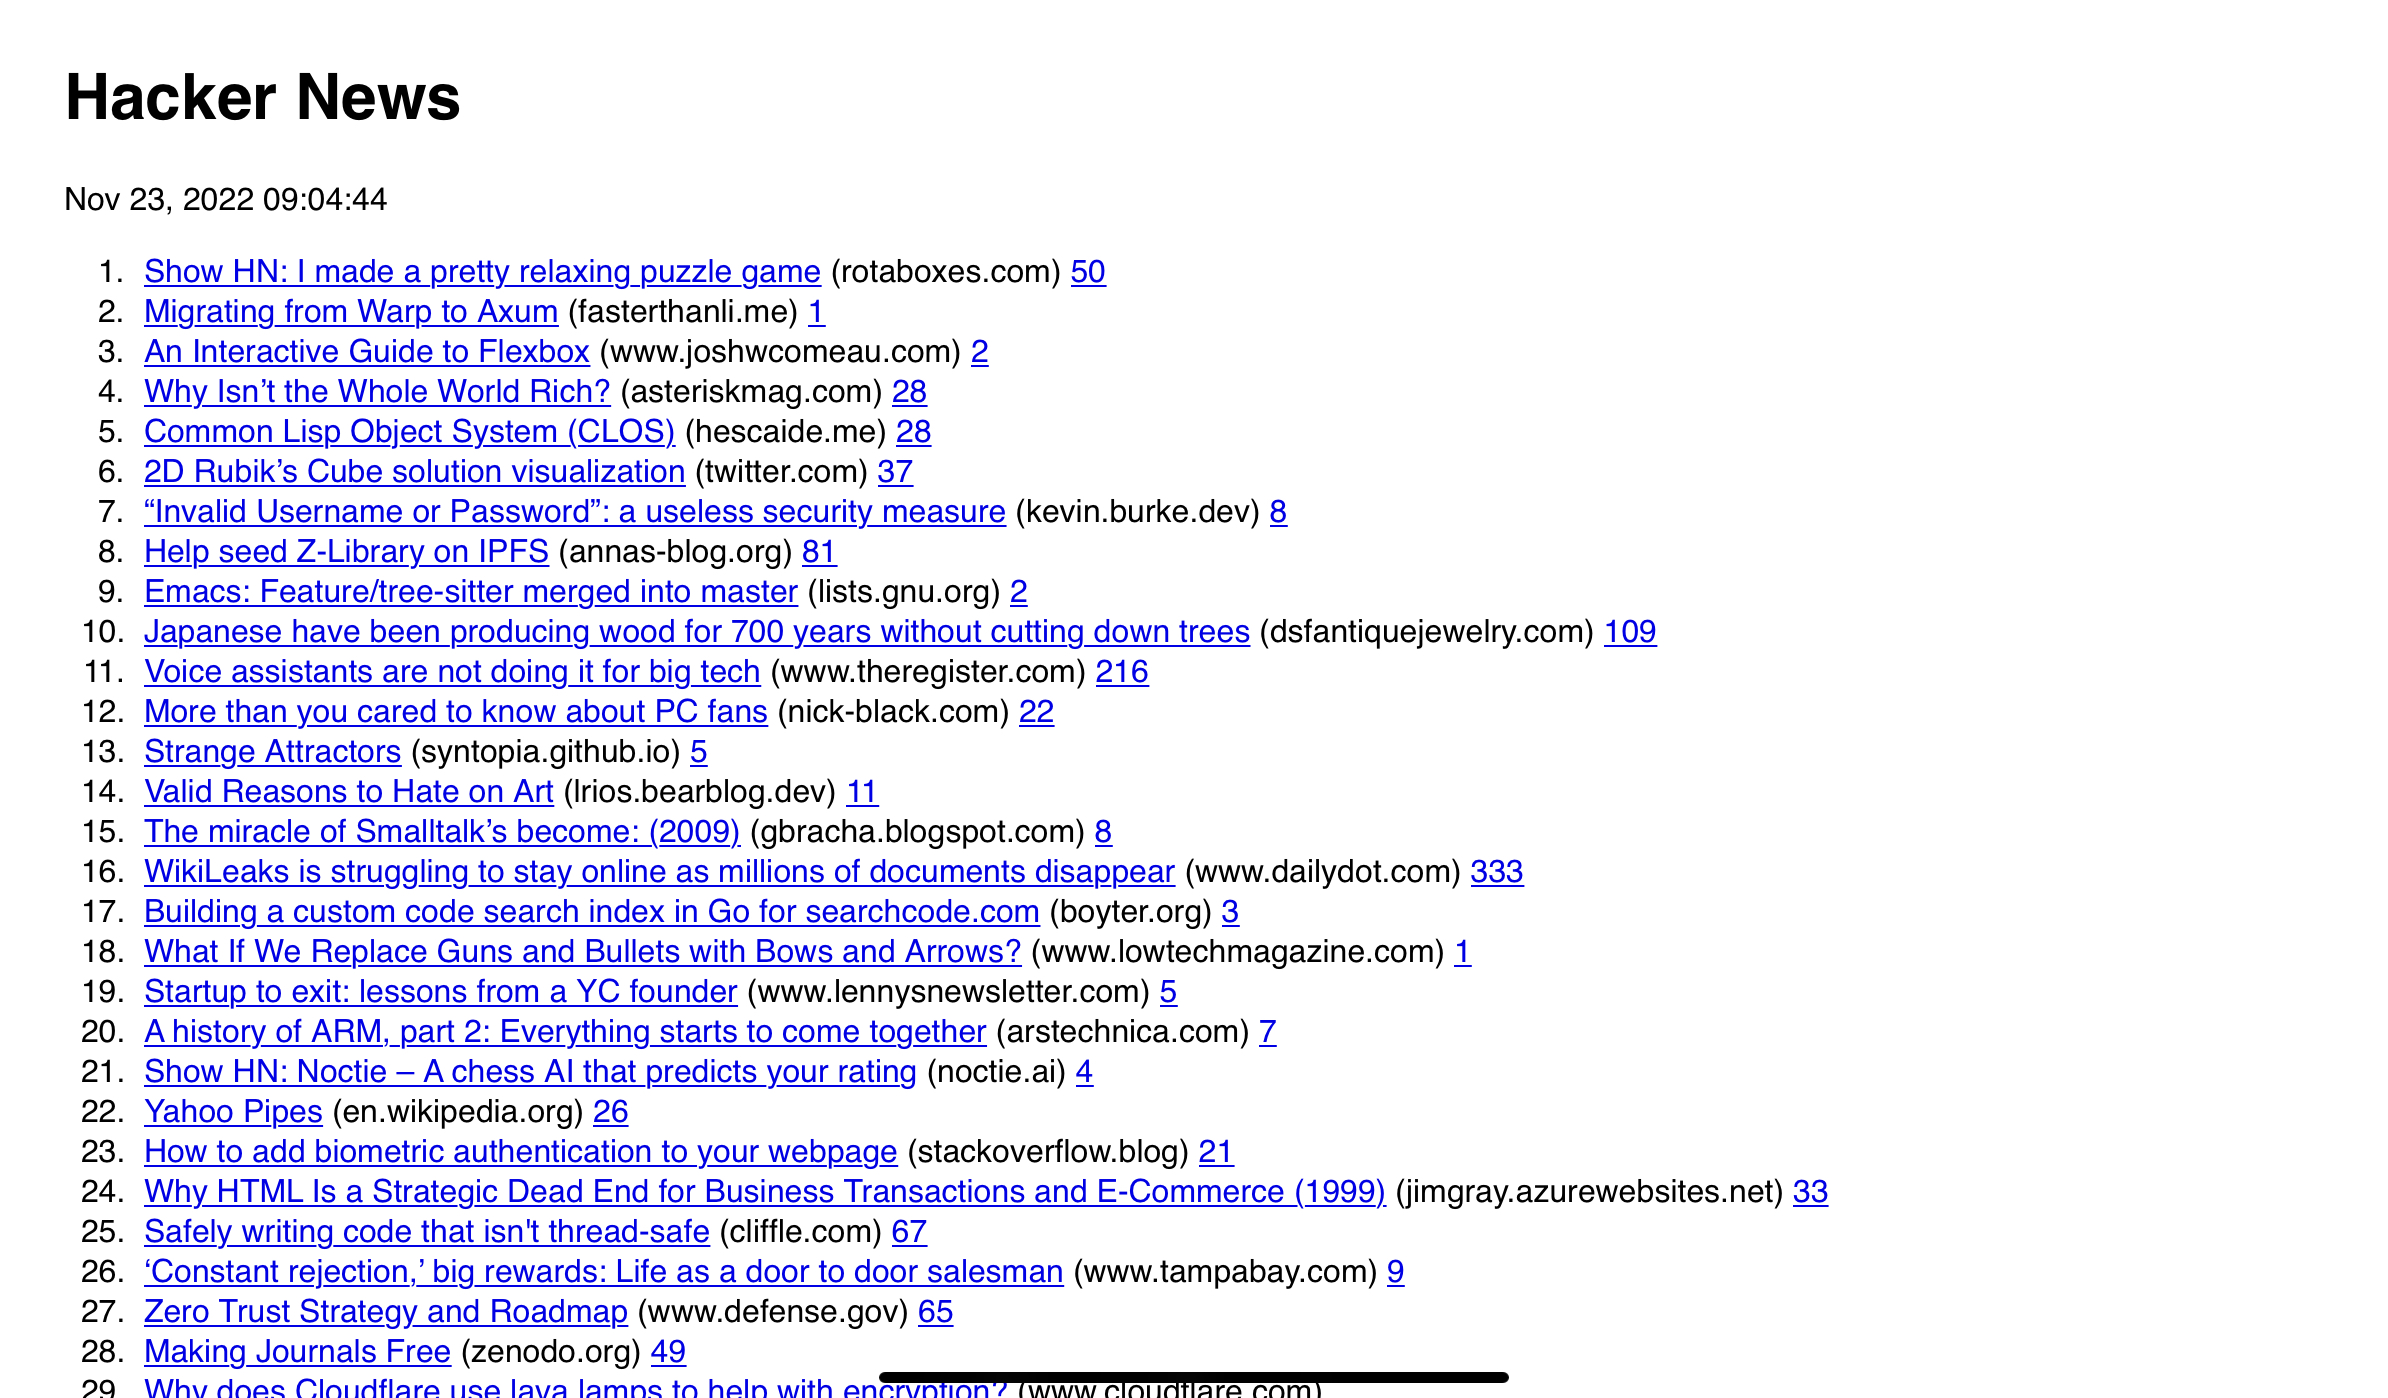 Hacker News
Nov 23, 2022 09:04:44
1. Show HN: I made a pretty relaxing puzzle game (rotaboxes.com) 50
2. Migrating from Warp to Axum (fasterthanli.me) 1
3. An Interactive Guide to Flexbox (www.joshwcomeau.com) 2
4. Why Isn’t the Whole World Rich? (asteriskmag.com) 28
5. Common Lisp Object System (CLOS) (hescaide.me) 28
6. 2D Rubik’s Cube solution visualization (twitter.com) 37
7. “Invalid Username or Password”: a useless security measure (kevin.burke.dev) 8
8. Help seed Z-Library on IPFS (annas-blog.org) 81
9. Emacs: Feature/tree-sitter merged into master (lists.gnu.org) 2
10. Japanese have been producing wood for 700 years without cutting down trees (dsfantiquejewelry.com) 109
11. Voice assistants are not doing it for big tech (www.theregister.com) 216
12. More than you cared to know about PC fans (nick-black.com) 22
13. Strange Attractors (syntopia.github.io) 5
14. Valid Reasons to Hate on Art (lrios.bearblog.dev) 11
15. The miracle of Smalltalk’s become: (2009) (gbracha.blogspot.com) 8
16. WikiLeaks is struggling to stay online as millions of documents disappear (www.dailydot.com) 333
17. Building a custom code search index in Go for searchcode.com (boyter.org) 3
18. What If We Replace Guns and Bullets with Bows and Arrows? (www.lowtechmagazine.com) 1
19. Startup to exit: lessons from a YC founder (www.lennysnewsletter.com) 5
20. A history of ARM, part 2: Everything starts to come together (arstechnica.com) 7
21. Show HN: Noctie – A chess AI that predicts your rating (noctie.ai) 4
22. Yahoo Pipes (en.wikipedia.org) 26
23. How to add biometric authentication to your webpage (stackoverflow.blog) 21
24. Why HTML Is a Strategic Dead End for Business Transactions and E-Commerce (1999) (jimgray.azurewebsites.net) 33
25. Safely writing code that isn't thread-safe (cliffle.com) 67
26. ‘Constant rejection,’ big rewards: Life as a door to door salesman (www.tampabay.com) 9
27. Zero Trust Strategy and Roadmap (www.defense.gov) 65
28. Making Journals Free (zenodo.org) 49
29. Why does Cloudflare use lava lamps to help with encryption? (www.cloudflare.com)